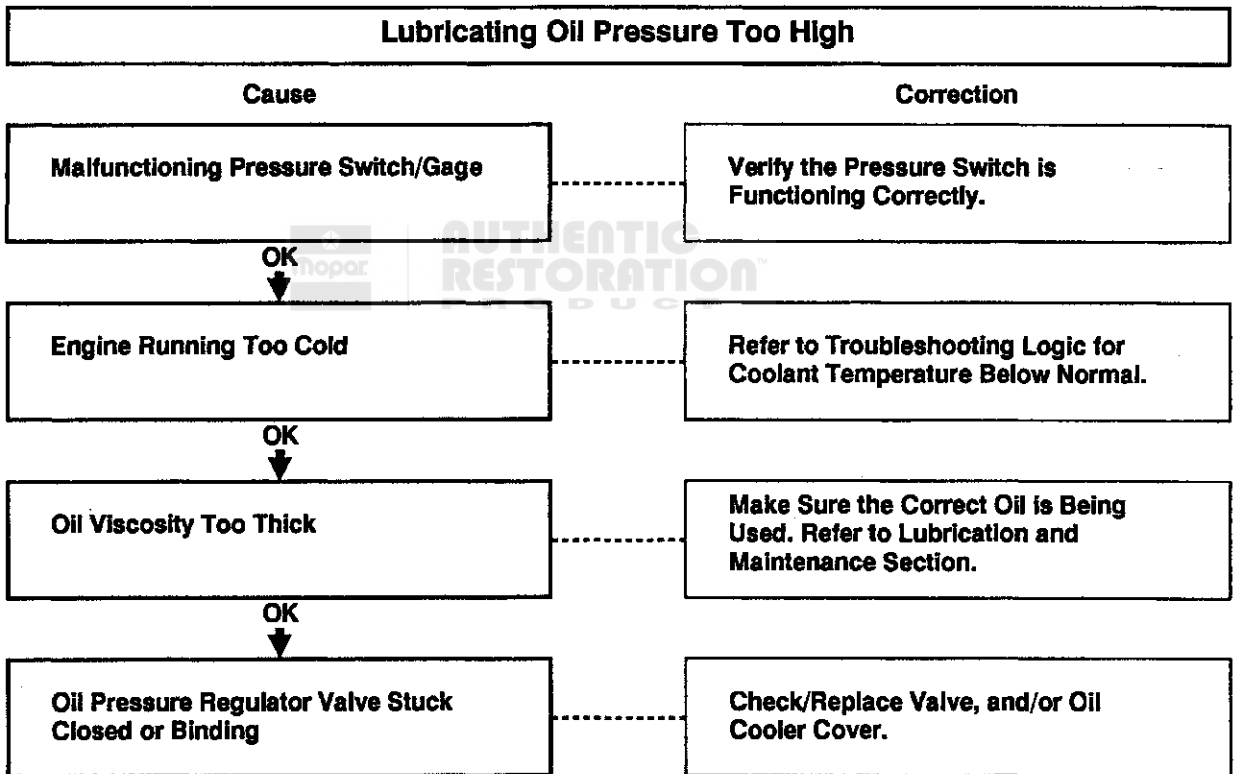 Lubricating Oil Pressure Too High
Cause
Correction
Malfunctioning Pressure Switch/Gage
Verify the Pressure Switch is
Functioning Correctly.
mopar
AUTHENTIC
RESTORATION™
PRODUCT
OK
Engine Running Too Cold
Refer to Troubleshooting Logic for
Coolant Temperature Below Normal.
OK
Oil Viscosity Too Thick
Make Sure the Correct Oil is Being
Used. Refer to Lubrication and
Maintenance Section.
OK
Oil Pressure Regulator Valve Stuck
Closed or Binding
Check/Replace Valve, and/or Oil
Cooler Cover.